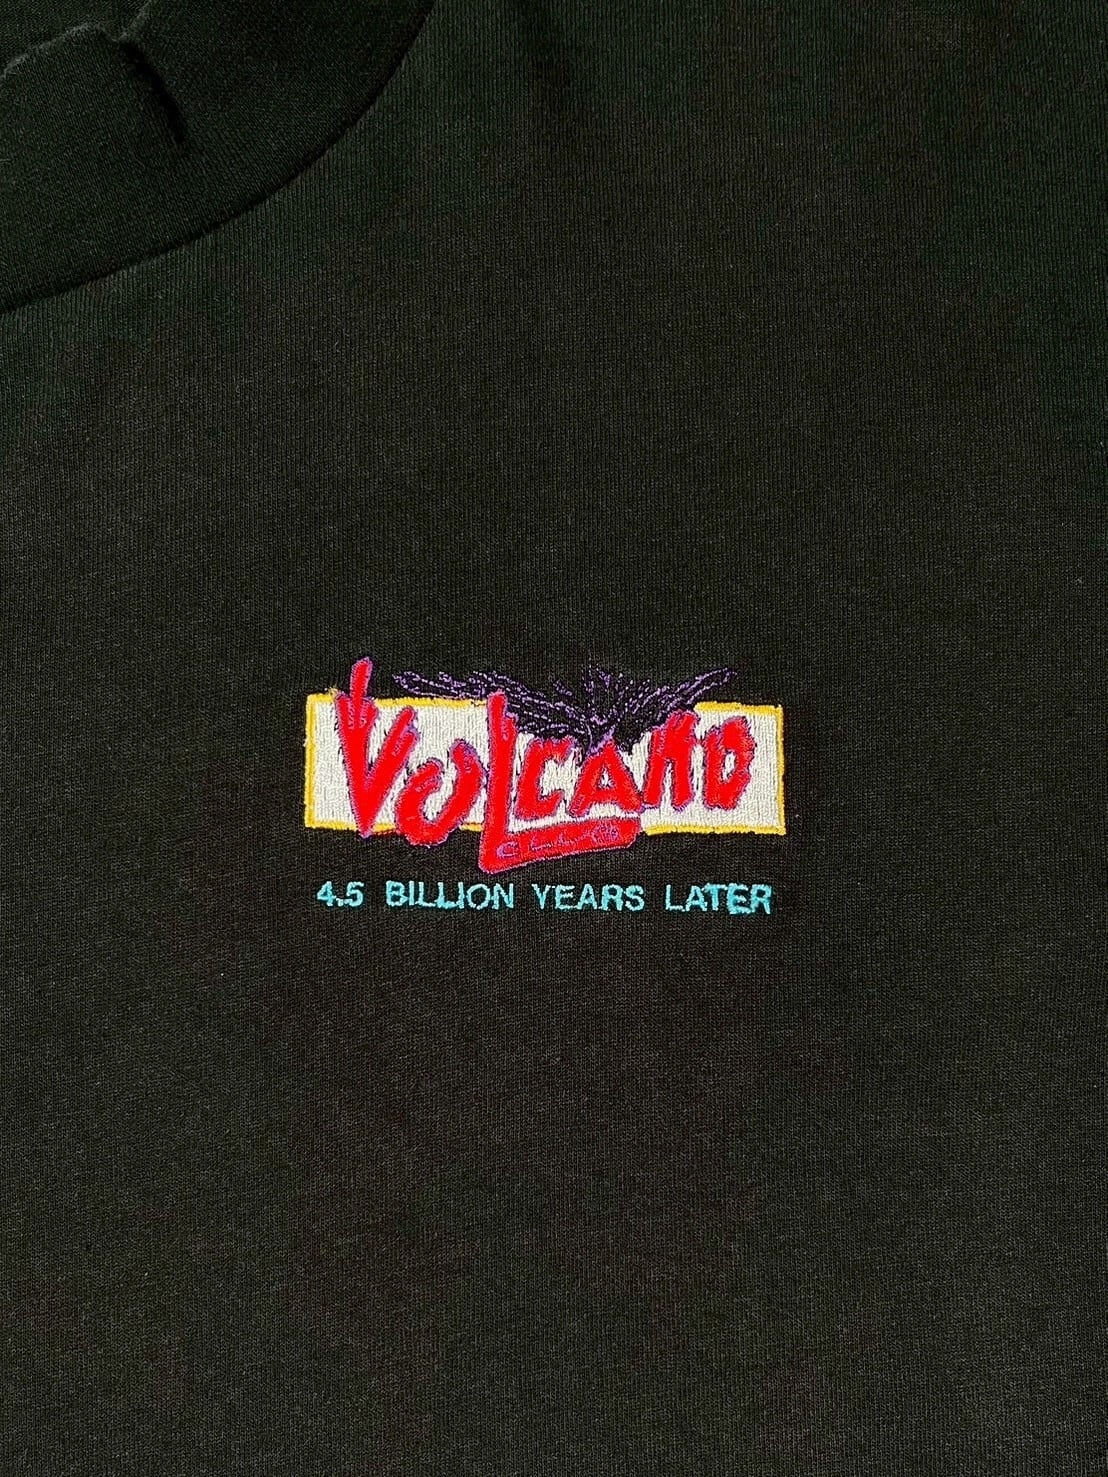 VOLCANO
4.5 BILLION YEARS LATER